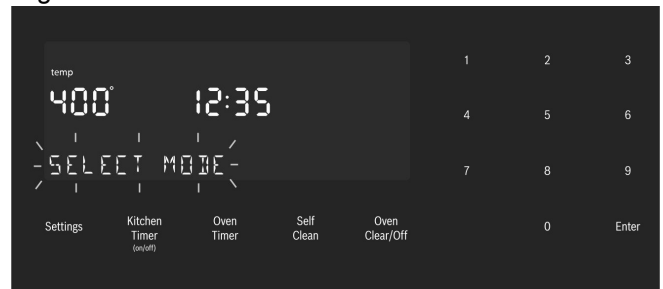 temp
400° 12:35
SELECT MODE
Settings
Kitchen
Timer
(on/off)
Oven
Timer
Self
Clean
Oven
Clear/Off
1 2 3
4 5 6
7 8 9
0 Enter